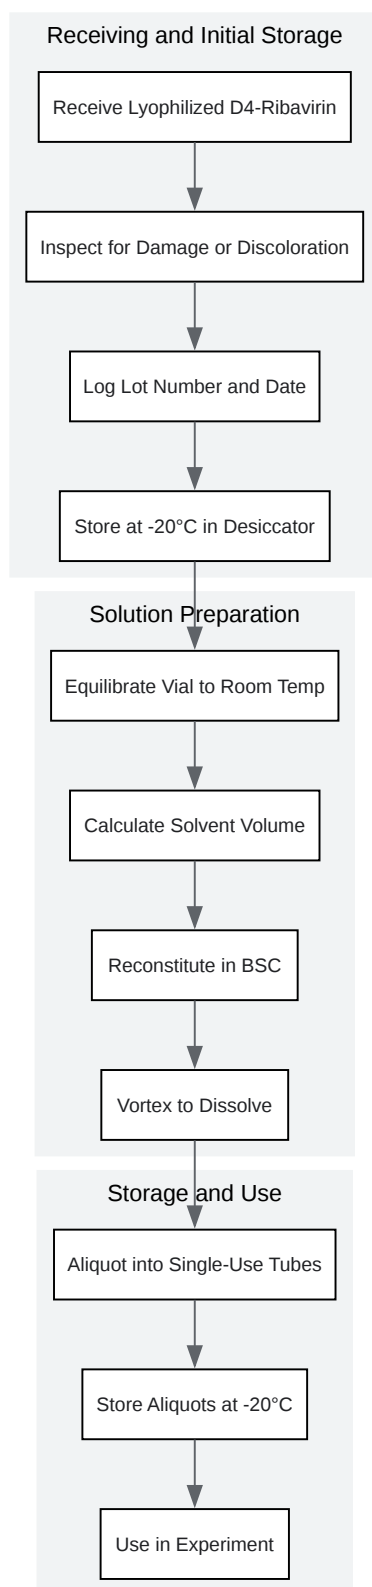 Receiving and Initial Storage
Receive Lyophilized D4-Ribavirin
Inspect for Damage or Discoloration
Log Lot Number and Date
Store at -20°C in Desiccator
Solution Preparation
Equilibrate Vial to Room Temp
Calculate Solvent Volume
Reconstitute in BSC
Vortex to Dissolve
Storage and Use
Aliquot into Single-Use Tubes
Store Aliquots at -20°C
Use in Experiment